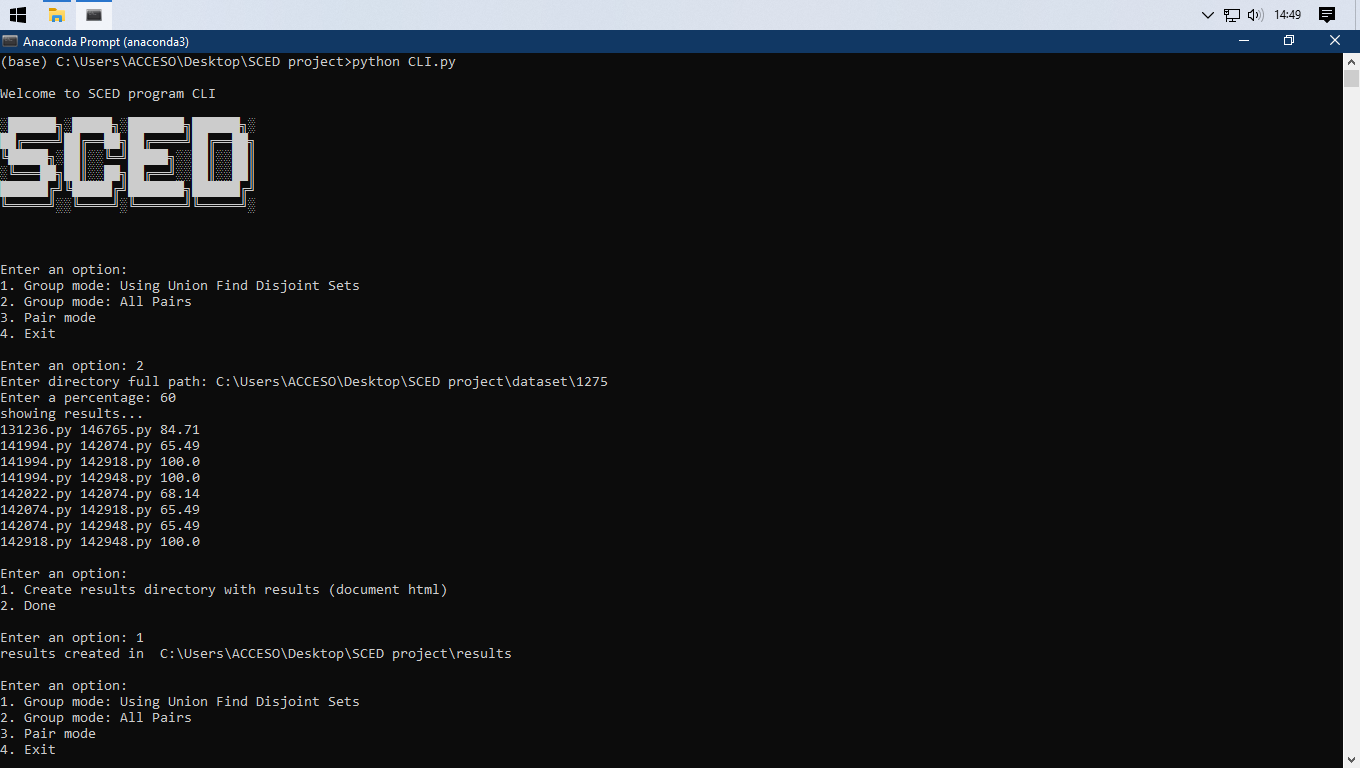 14:49
Anaconda Prompt (anaconda3)
(base) C:\Users\ACCESO\Desktop\SCED project>python CLI.py
Welcome to SCED program CLI
SCED
Enter an option:
1. Group mode: Using Union Find Disjoint Sets
2. Group mode: All Pairs
3. Pair mode
4. Exit
Enter an option: 2
Enter directory full path: C:\Users\ACCESO\Desktop\SCED project\dataset\1275
Enter a percentage: 60
showing results...
131236.py 146765.py 84.71
141994.py 142074.py 65.49
141994.py 142918.py 100.0
141994.py 142948.py 100.0
142022.py 142074.py 68.14
142074.py 142918.py 65.49
142074.py 142948.py 65.49
142918.py 142948.py 100.0
Enter an option:
1. Create results directory with results (document html)
2. Done
Enter an option: 1
results created in  C:\Users\ACCESO\Desktop\SCED project\results
Enter an option:
1. Group mode: Using Union Find Disjoint Sets
2. Group mode: All Pairs
3. Pair mode
4. Exit